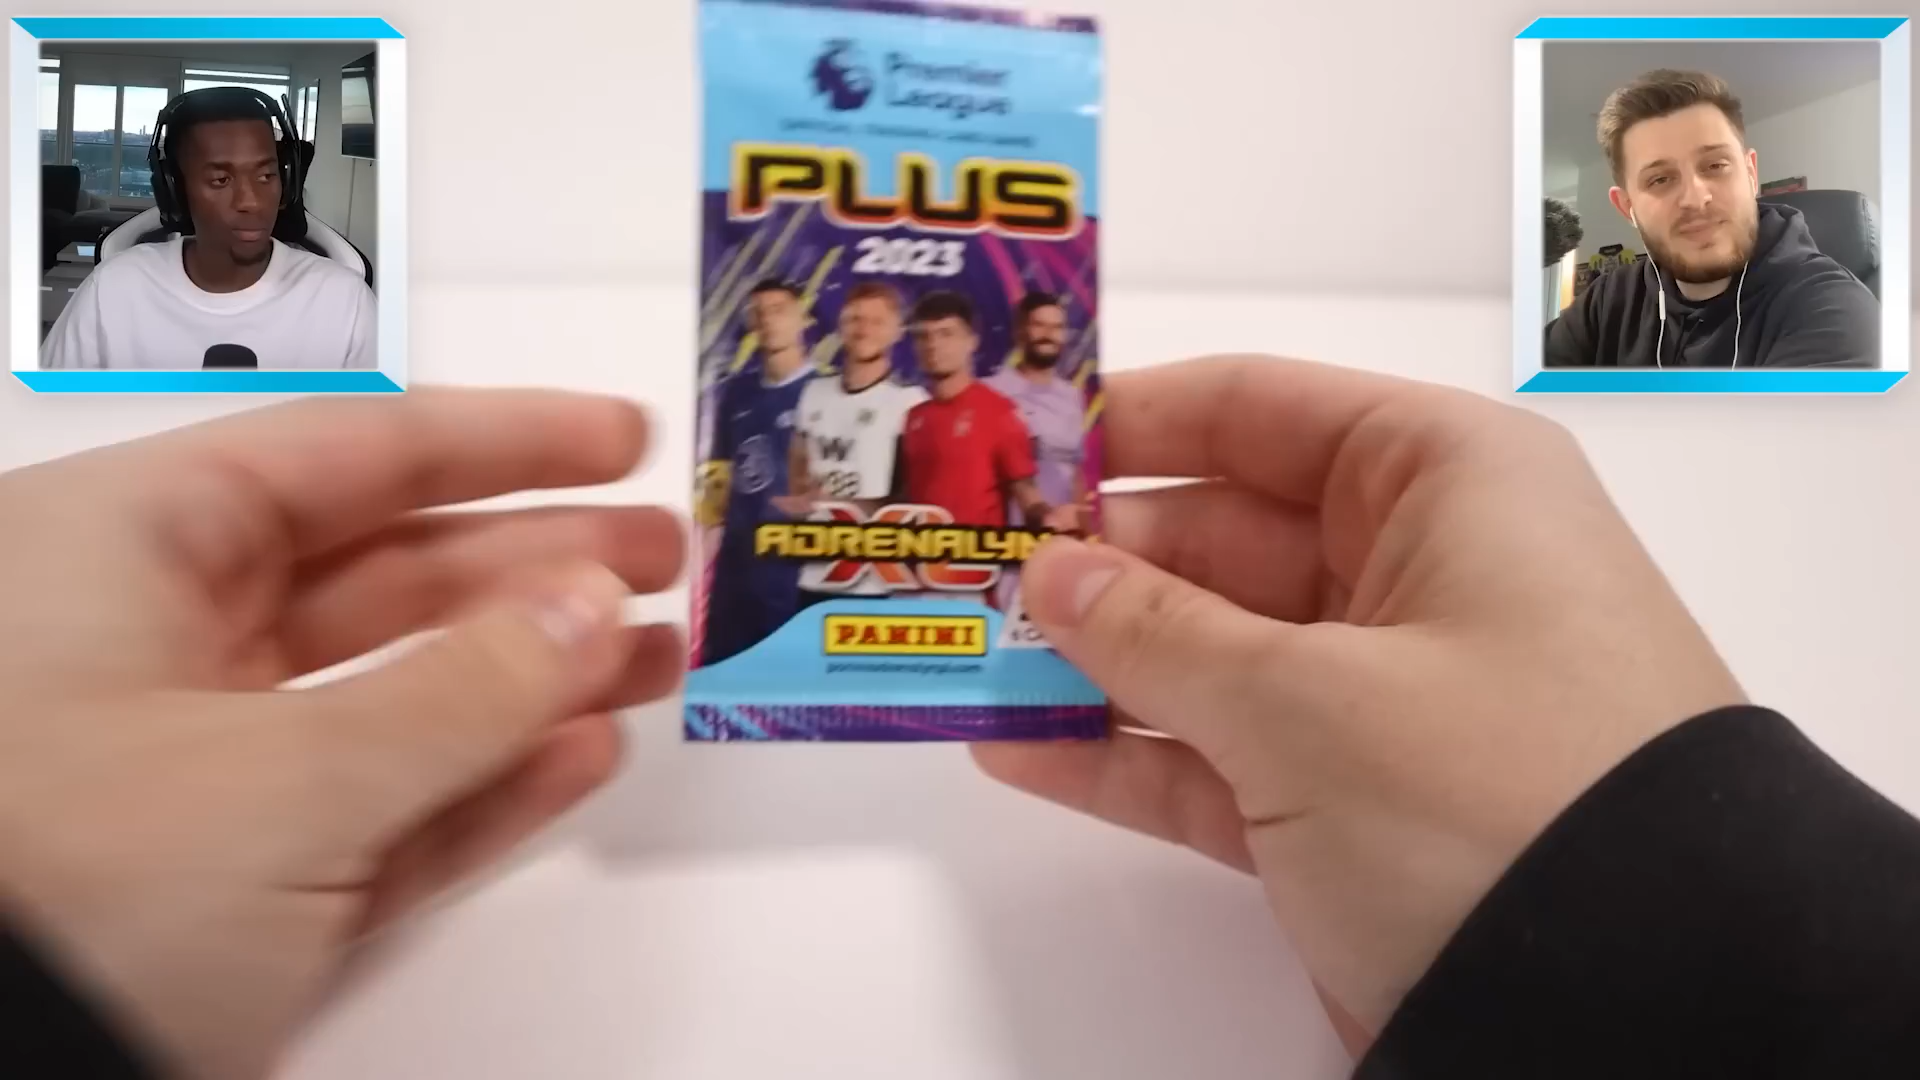 Premier
League
PLUS
2023
W
ADRENALYN
XL
PANINI